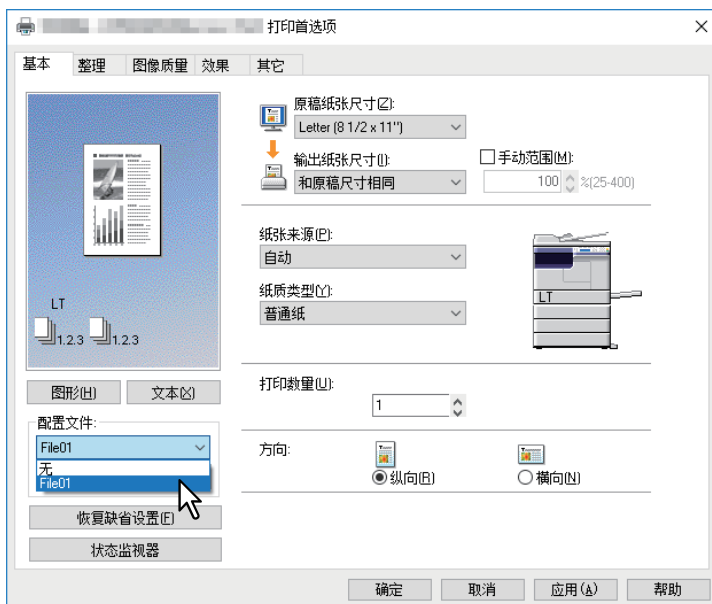 打印首选项
基本 整理 图像质量 效果 其它
原稿纸张尺寸(Z):
Letter (8 1/2 x 11")
输出纸张尺寸(I):
和原稿尺寸相同
手动范围(M):
100 %(25-400)
LT
1.2.3 1.2.3
图形(H) 文本(X)
配置文件:
File01
无
File01
恢复缺省设置(F)
状态监视器
纸张来源(P):
自动
纸质类型(Y):
普通纸
LT
打印数量(U):
1
方向:
纵向(R) 横向(N)
确定 取消 应用(A) 帮助